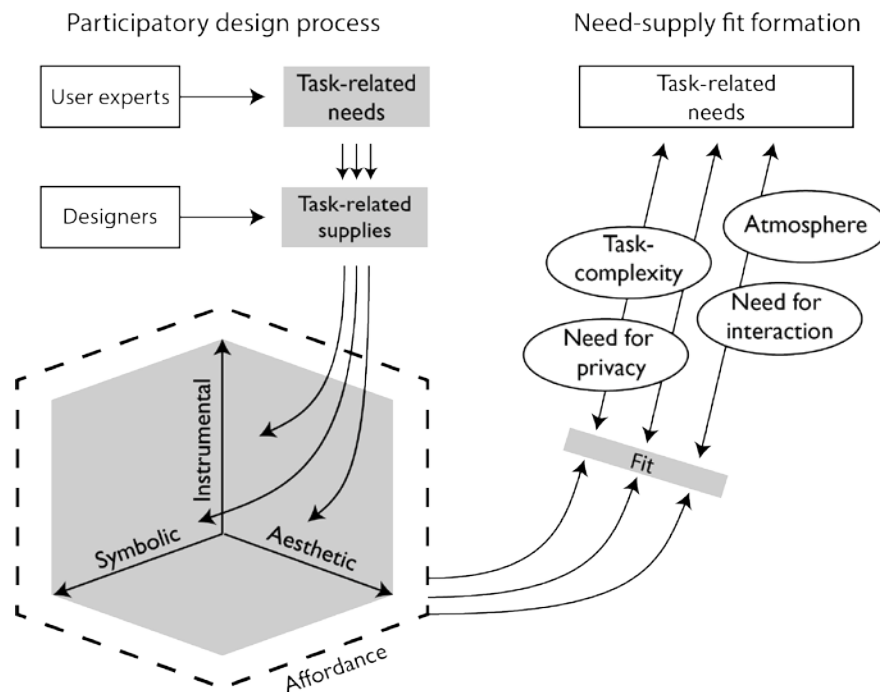 Participatory design process
Need-supply fit formation
User experts
Task-related
needs
Task-related
needs
Designers
Task-related
supplies
Atmosphere
Task-
complexity
Need for
interaction
Need for
privacy
Instrumental
Fit
Symbolic
Aesthetic
Affordance